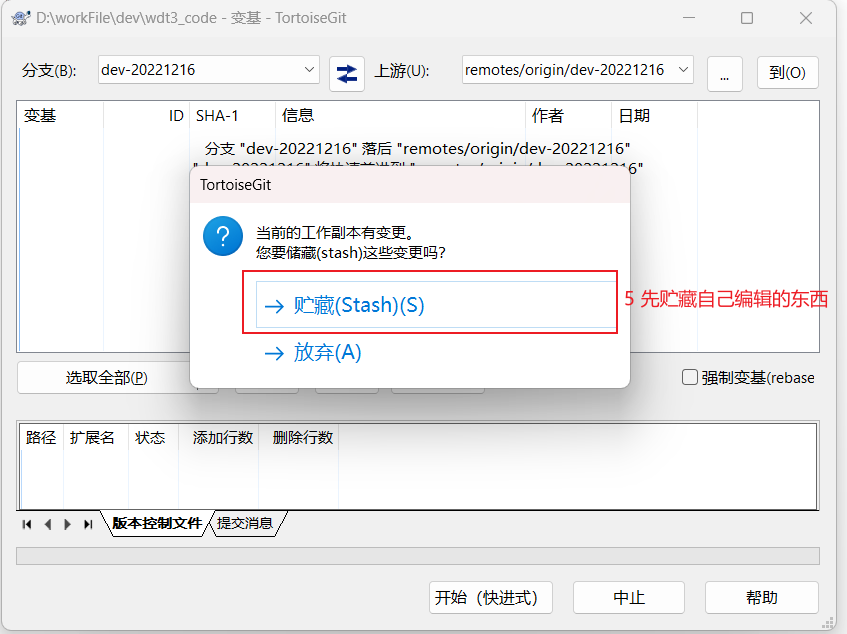 D:\workFile\dev\wdt3_code - 变基 - TortoiseGit
分支(B): dev-20221216 上游(U): remotes/origin/dev-20221216 ... 到(O)
变基 ID SHA-1 信息 作者 日期
分支 "dev-20221216" 落后 "remotes/origin/dev-20221216"
TortoiseGit
当前的工作副本有变更。
您要储藏(stash)这些变更吗?
→ 贮藏(Stash)(S)
5 先贮藏自己编辑的东西
→ 放弃(A)
选取全部(P) 强制变基(rebase
路径 扩展名 状态 添加行数 删除行数
版本控制文件 提交消息
开始（快进式） 中止 帮助